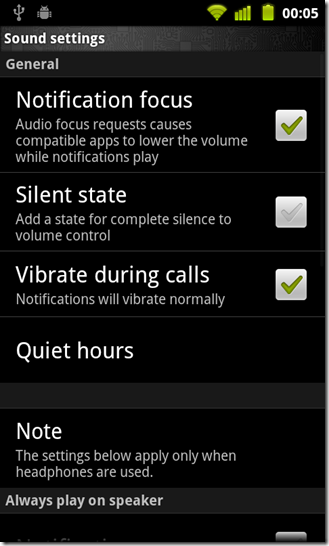 00:05
Sound settings
General
Notification focus
Audio focus requests causes
compatible apps to lower the volume
while notifications play
Silent state
Add a state for complete silence to
volume control
Vibrate during calls
Notifications will vibrate normally
Quiet hours
Note
The settings below apply only when
headphones are used.
Always play on speaker